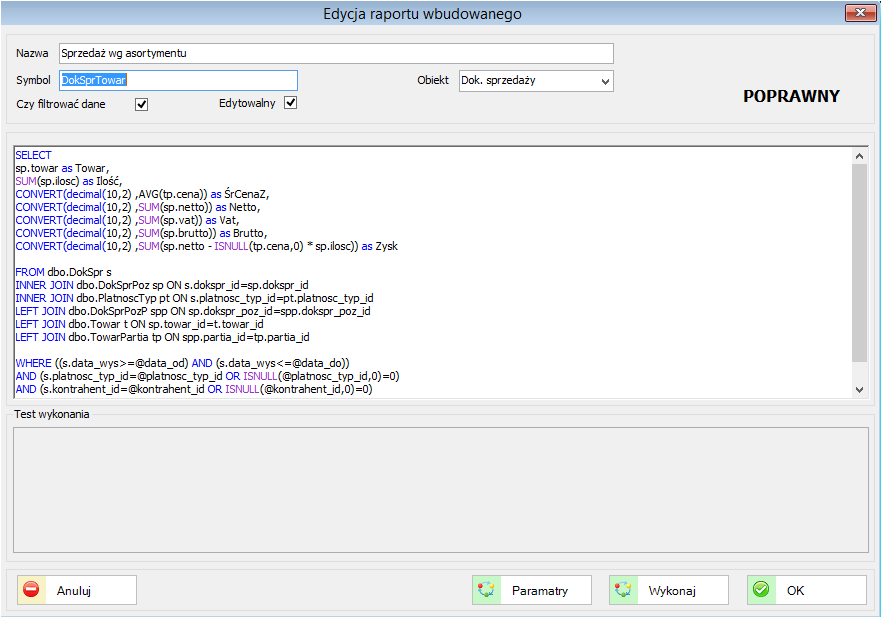 Edycja raportu wbudowanego
Nazwa Sprzedaż wg asortymentu
Symbol DokSprTowar Obiekt Dok. sprzedaży
Czy filtrować dane Edytowalny
POPRAWNY
SELECT
sp.towar as Towar,
SUM(sp.ilosc) as Ilość,
CONVERT(decimal(10,2) ,AVG(tp.cena)) as ŚrCenaZ,
CONVERT(decimal(10,2) ,SUM(sp.netto)) as Netto,
CONVERT(decimal(10,2) ,SUM(sp.vat)) as Vat,
CONVERT(decimal(10,2) ,SUM(sp.brutto)) as Brutto,
CONVERT(decimal(10,2) ,SUM(sp.netto - ISNULL(tp.cena,0) * sp.ilosc)) as Zysk
FROM dbo.DokSpr s
INNER JOIN dbo.DokSprPoz sp ON s.dokspr_id=sp.dokspr_id
INNER JOIN dbo.PlatnoscTyp pt ON s.platnosc_typ_id=pt.platnosc_typ_id
LEFT JOIN dbo.DokSprPozP spp ON sp.dokspr_poz_id=spp.dokspr_poz_id
LEFT JOIN dbo.Towar t ON sp.towar_id=t.towar_id
LEFT JOIN dbo.TowarPartia tp ON spp.partia_id=tp.partia_id
WHERE ((s.data_wys>=@data_od) AND (s.data_wys<=@data_do))
AND (s.platnosc_typ_id=@platnosc_typ_id OR ISNULL(@platnosc_typ_id,0)=0)
AND (s.kontrahent_id=@kontrahent_id OR ISNULL(@kontrahent_id,0)=0)
Test wykonania
Anuluj Paramatry Wykonaj OK